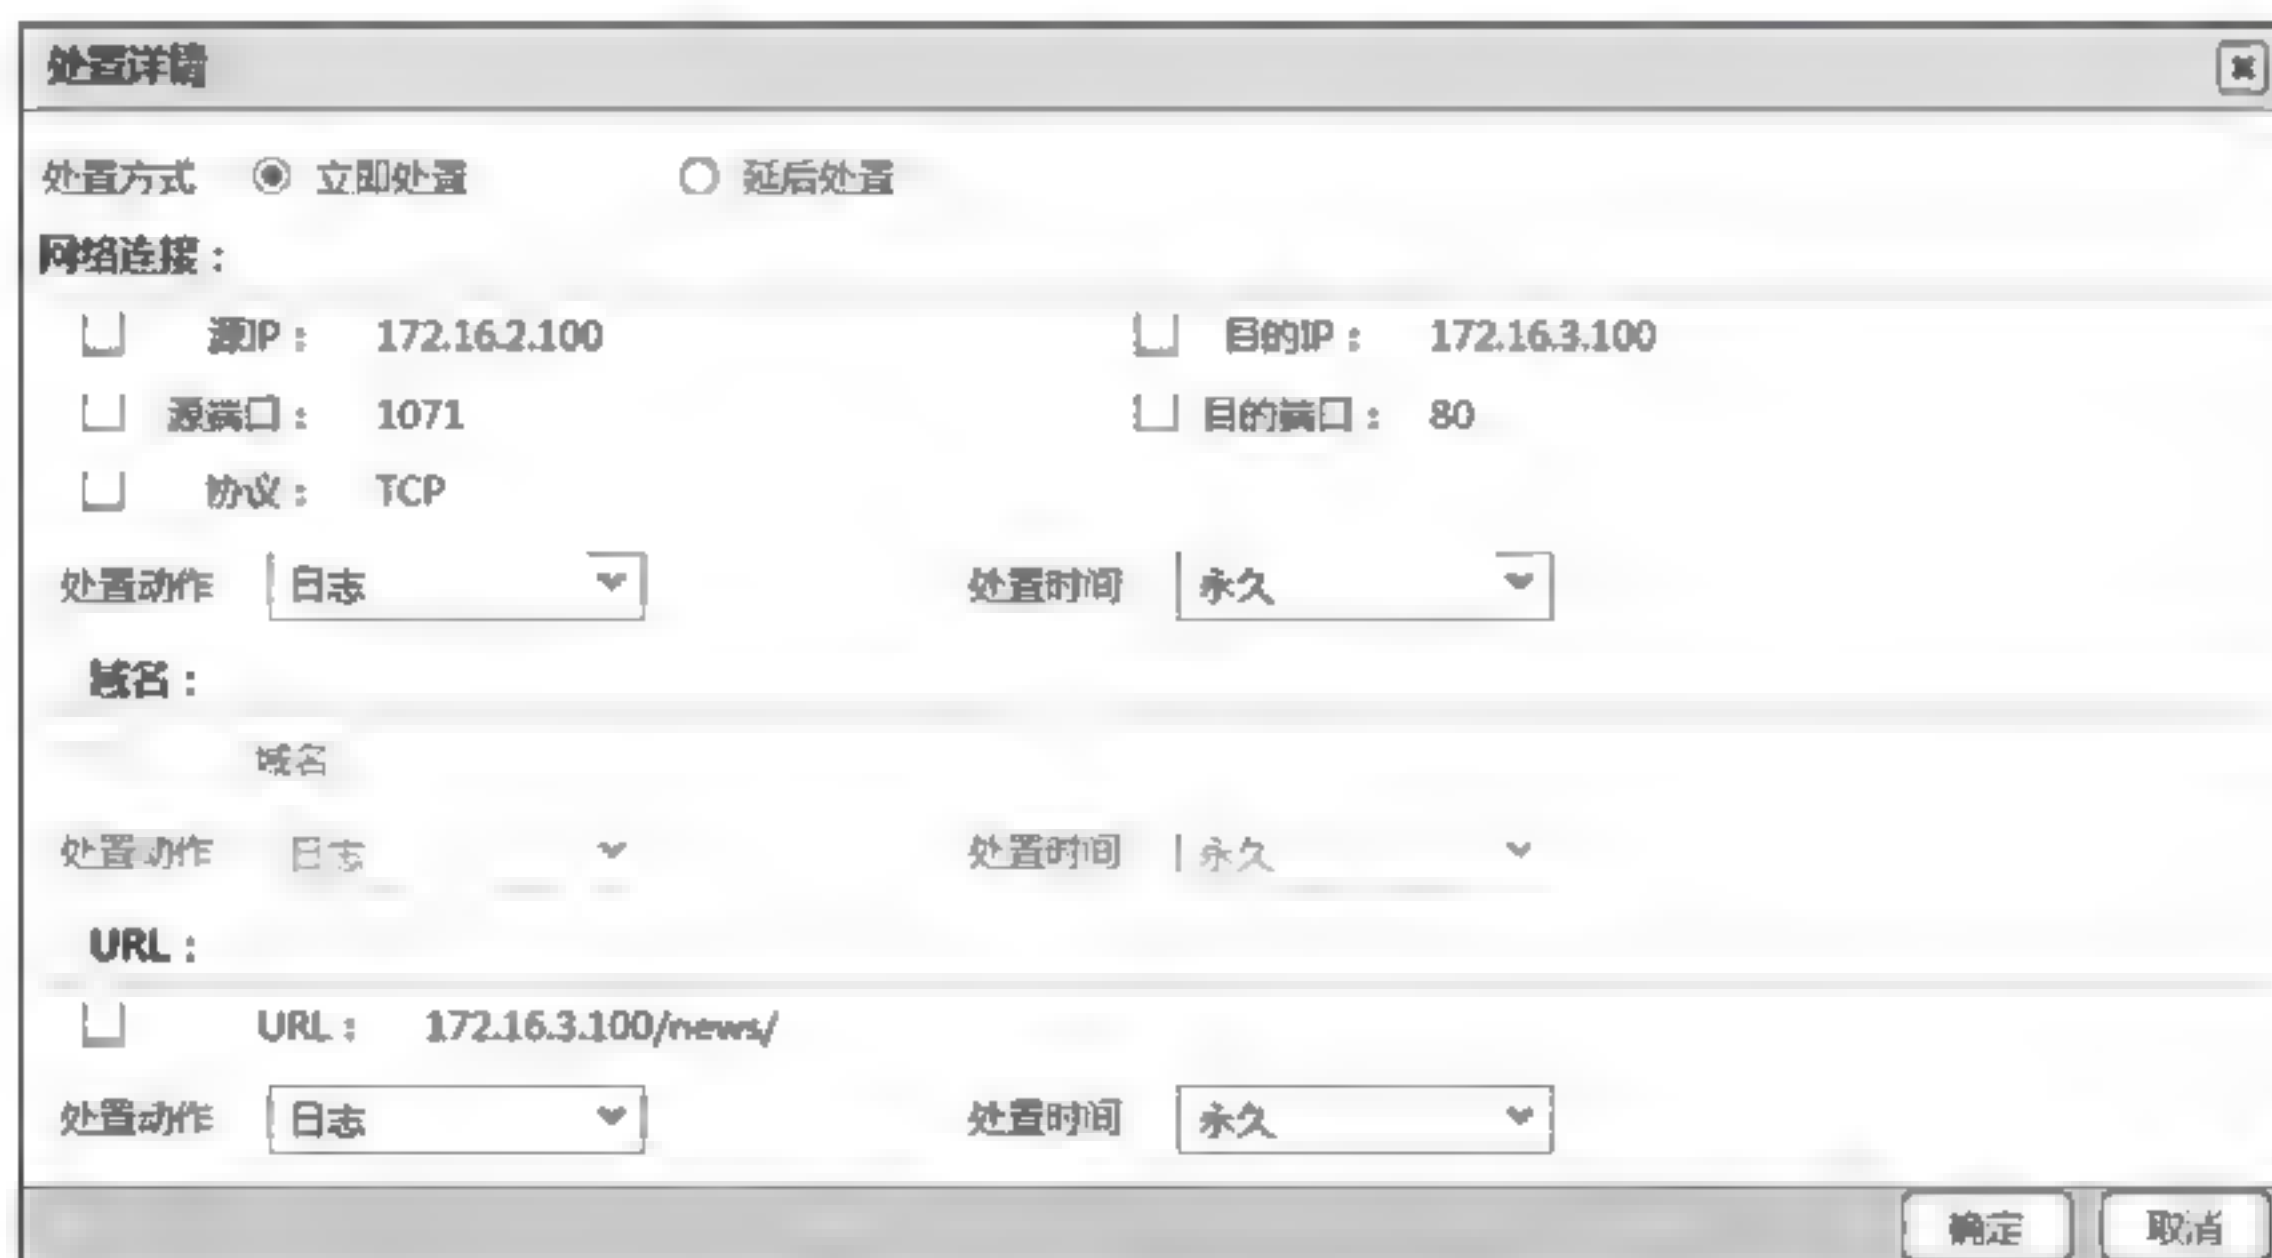 处置详情
处置方式 立即处置 延后处置
网络连接：
源IP： 172.16.2.100 目的IP： 172.16.3.100
源端口： 1071 目的端口： 80
协议： TCP
处置动作 日志 处置时间 永久
域名：
域名
处置动作 日志 处置时间 永久
URL：
URL： 172.16.3.100/news/
处置动作 日志 处置时间 永久
确定 取消